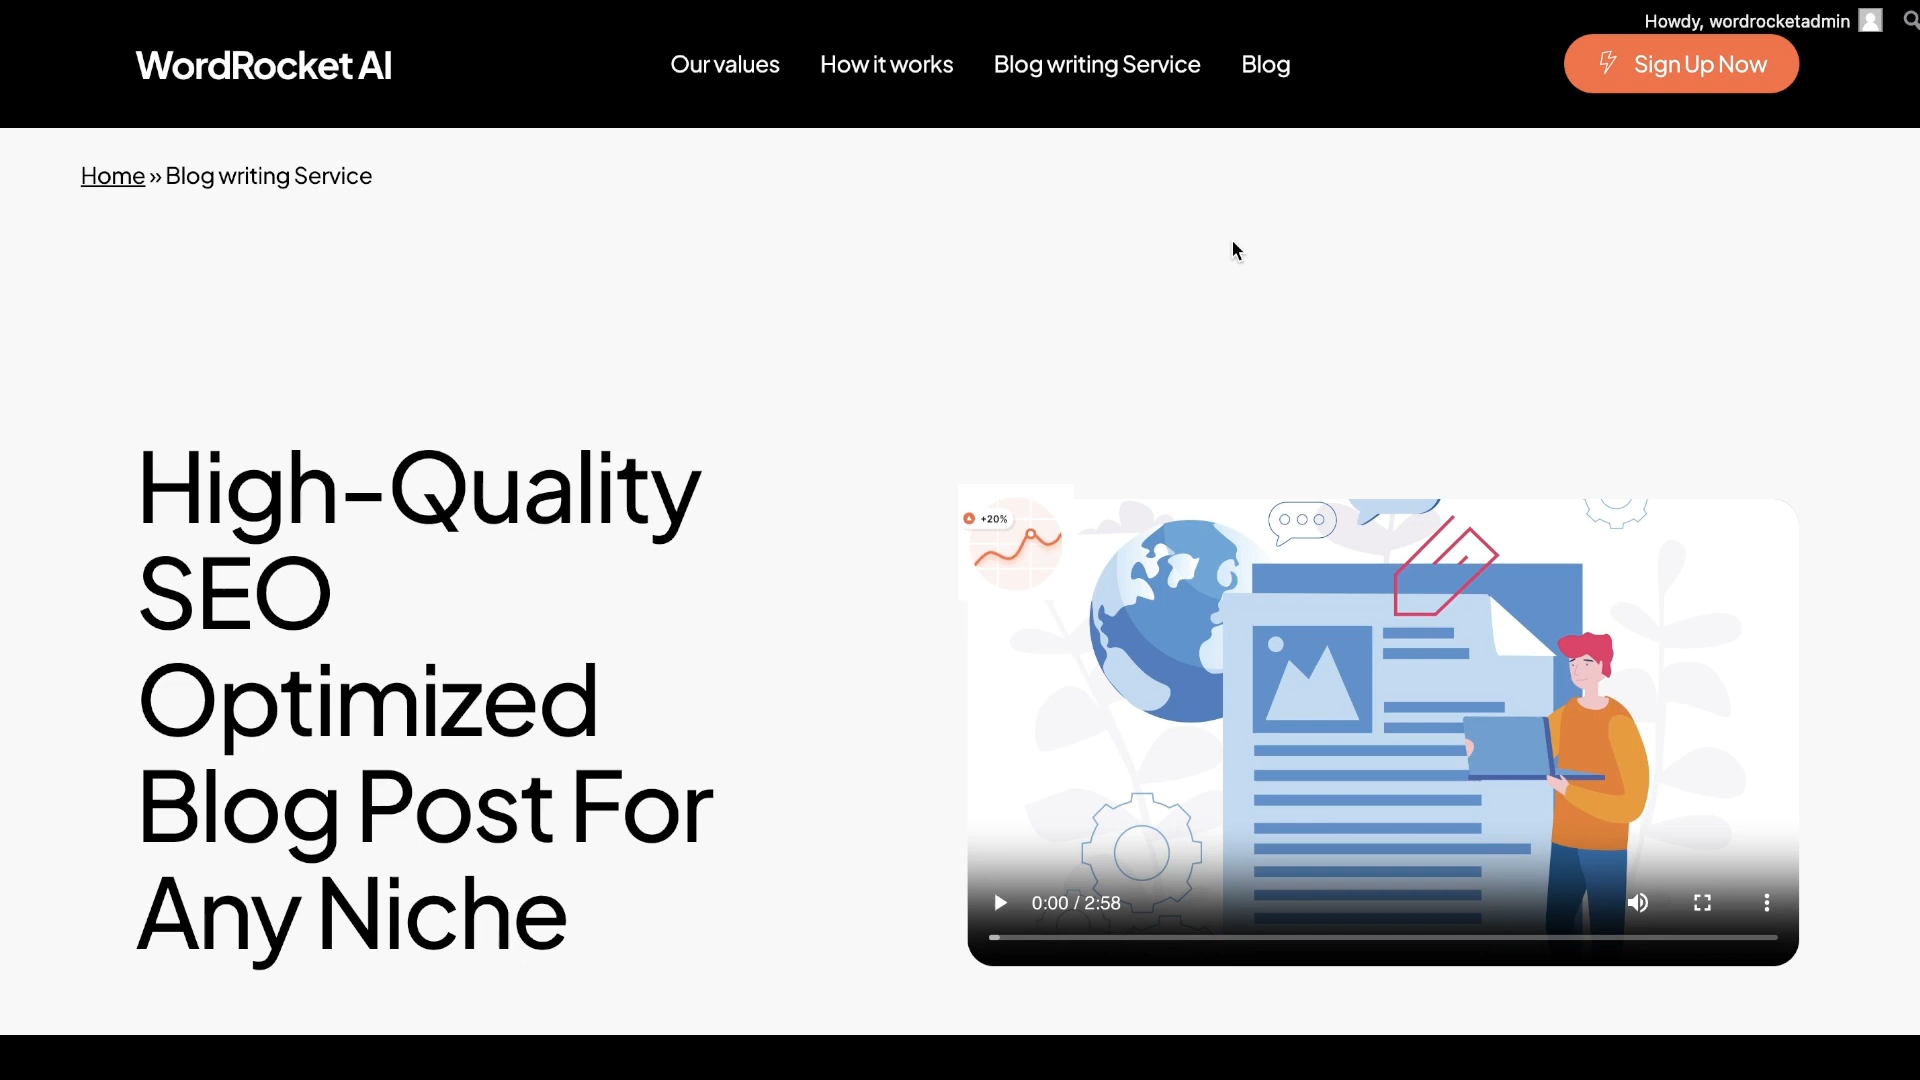 Howdy, wordrocketadmin
WordRocket AI
Our values
How it works
Blog writing Service
Blog
Sign Up Now
Home » Blog writing Service
High-Quality
SEO
Optimized
Blog Post For
Any Niche
+20%
0:00 / 2:58